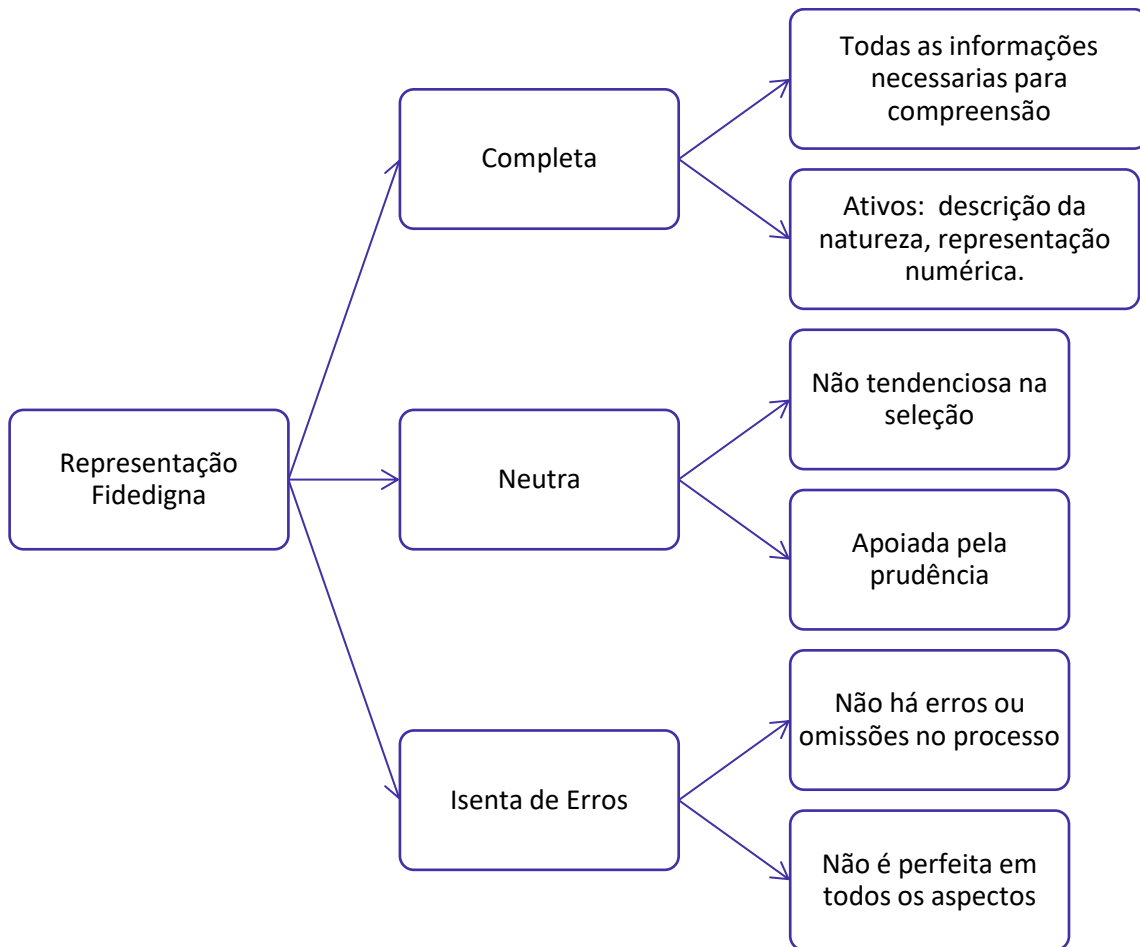 Todas as informações
necessarias para
compreensão
Completa
Ativos:  descrição da
natureza, representação
numérica.
Não tendenciosa na
seleção
Representação
Fidedigna
Neutra
Apoiada pela
prudência
Não há erros ou
omissões no processo
Isenta de Erros
Não é perfeita em
todos os aspectos